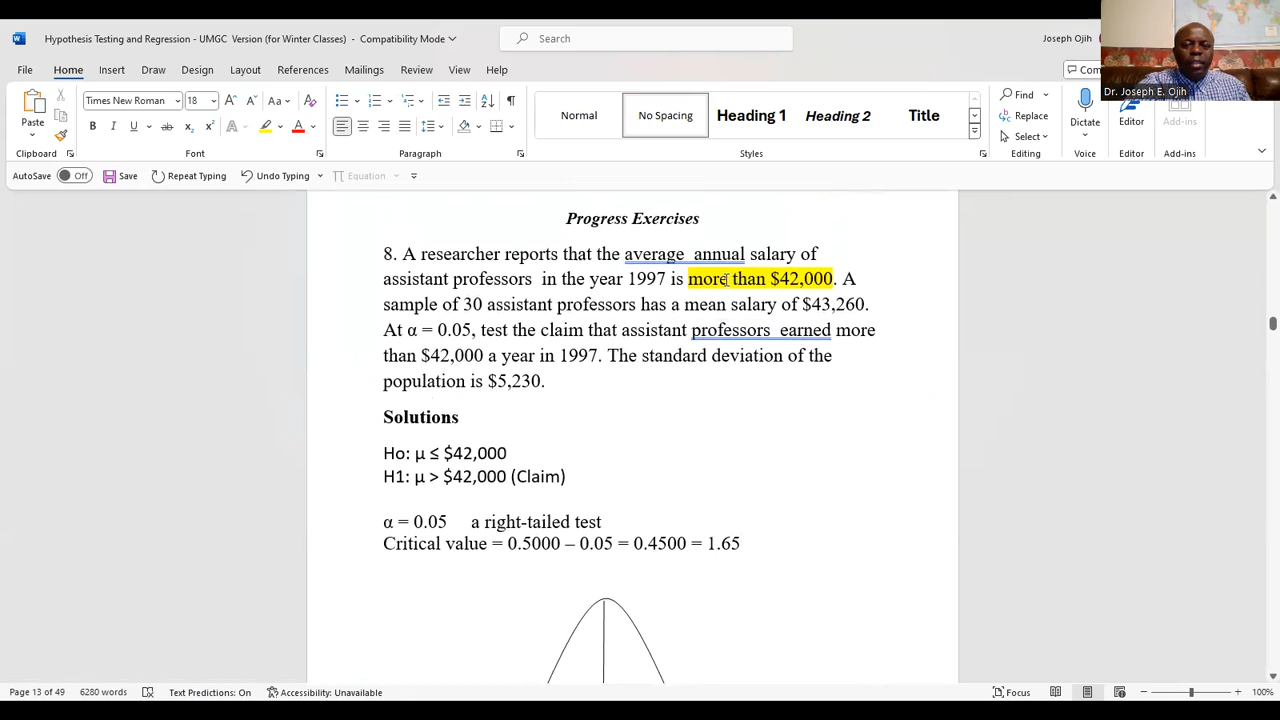 Hypothesis Testing and Regression - UMGC Version (for Winter Classes) - Compatibility Mode
Search
Joseph Ojih
File Home Insert Draw Design Layout References Mailings Review View Help
Com
Dr. Joseph E. Ojih
Paste
Times New Roman 18
Normal No Spacing Heading 1 Heading 2 Title
Find
Replace
Select
Dictate
Editor
Add-ins
Clipboard Font Paragraph Styles Editing Voice Editor Add-ins
AutoSave Off Save Repeat Typing Undo Typing Equation
Progress Exercises
8. A researcher reports that the average annual salary of
assistant professors in the year 1997 is more than $42,000. A
sample of 30 assistant professors has a mean salary of $43,260.
At α = 0.05, test the claim that assistant professors earned more
than $42,000 a year in 1997. The standard deviation of the
population is $5,230.
Solutions
Ho: µ ≤ $42,000
H1: µ > $42,000 (Claim)
α = 0.05 a right-tailed test
Critical value = 0.5000 – 0.05 = 0.4500 = 1.65
Page 13 of 49 6280 words Text Predictions: On Accessibility: Unavailable Focus 100%